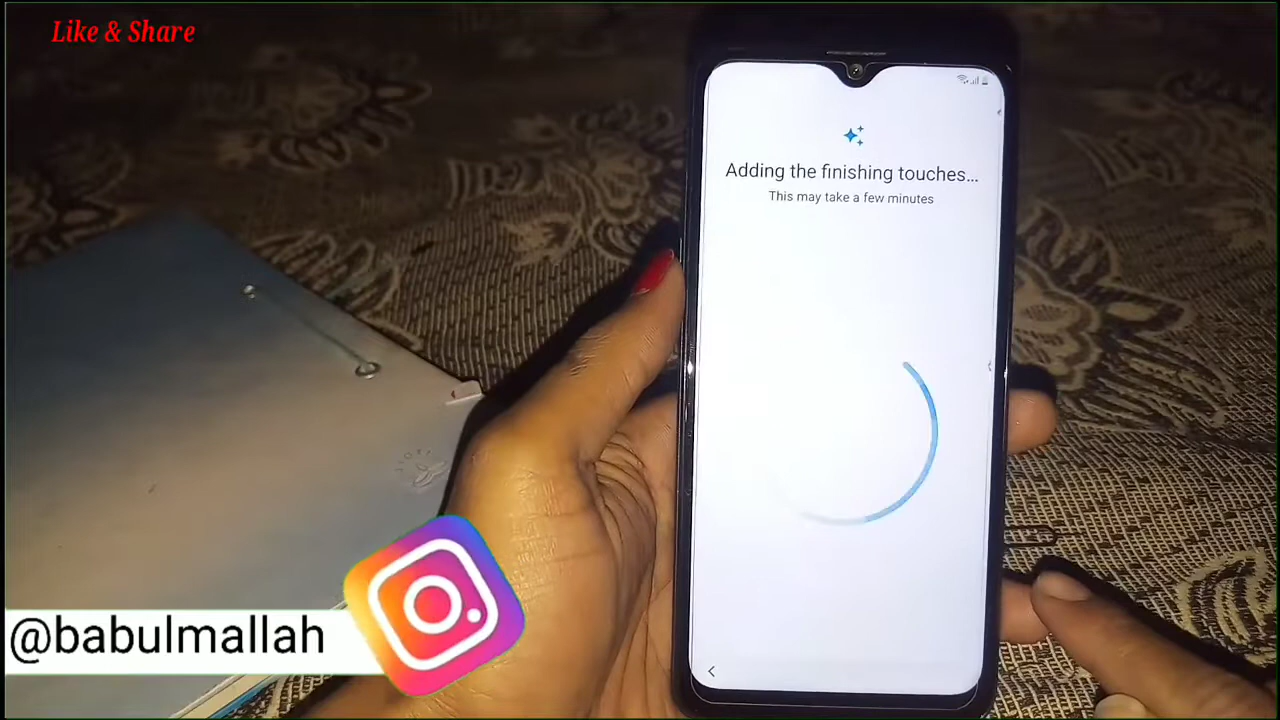 Like & Share
Adding the finishing touches...
This may take a few minutes
@babulmallah